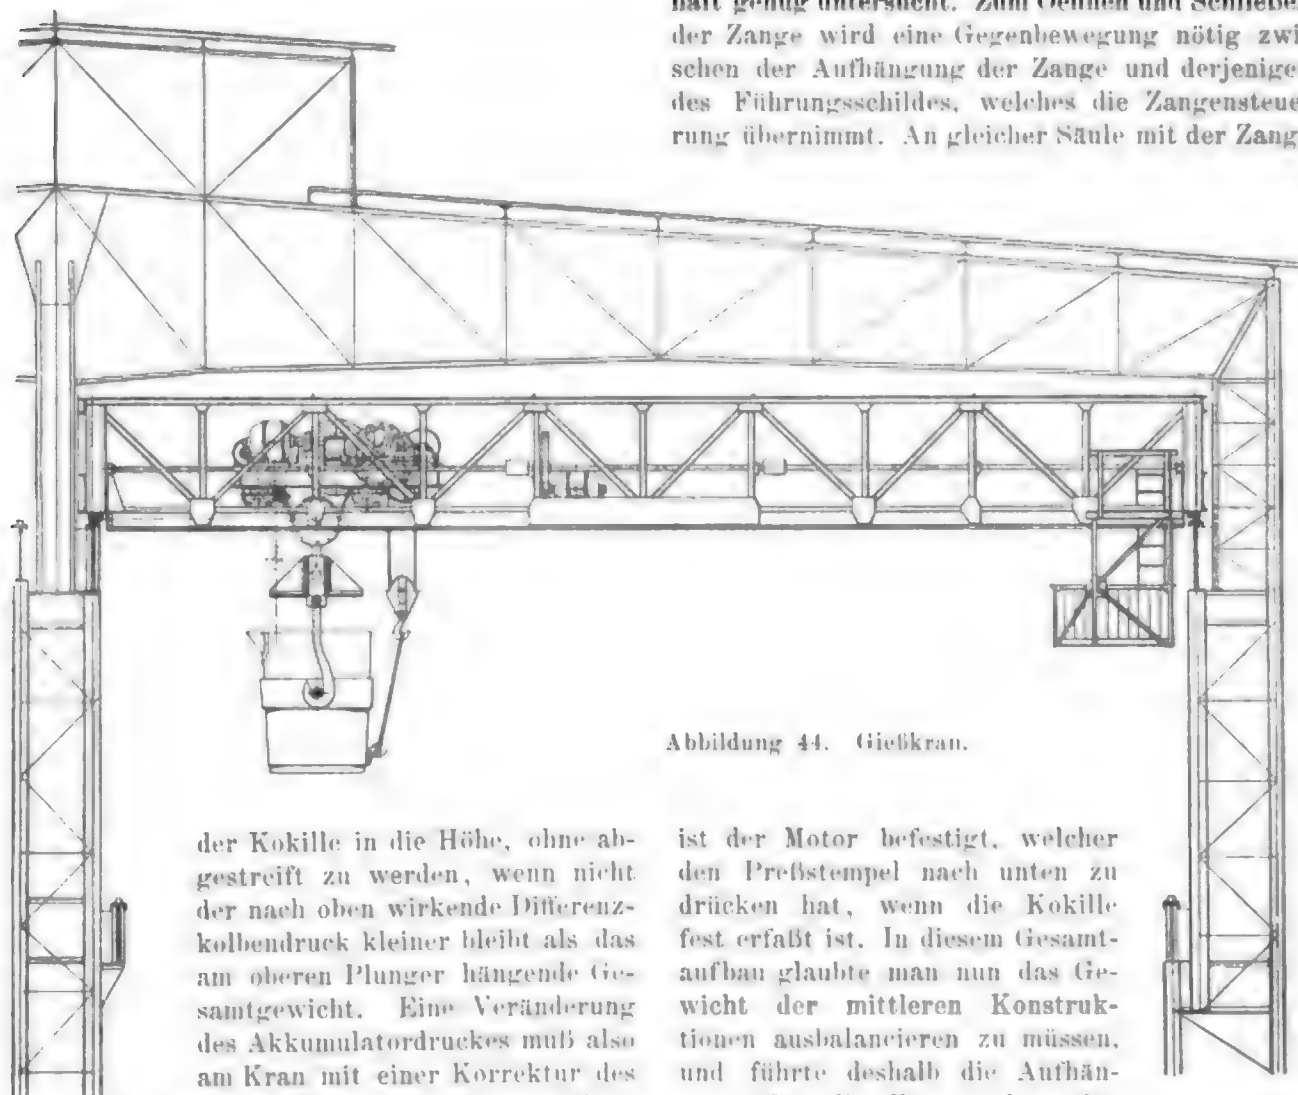 haft genug untersucht. Zum Oeffnen und Schließen
der Zange wird eine Gegenbewegung nötig zwi-
schen der Aufhängung der Zange und derjenigen
des Führungsschildes, welches die Zangensteue-
rung übernimmt. An gleicher Säule mit der Zange
Abbildung 44. Gießkran.
der Kokille in die Höhe, ohne ab-
gestreift zu werden, wenn nicht
der nach oben wirkende Differenz-
kolbendruck kleiner bleibt als das
am oberen Plunger hängende Ge-
samtgewicht. Eine Veränderung
des Akkumulatordruckes muß also
am Kran mit einer Korrektur des
ist der Motor befestigt, welcher
den Preßstempel nach unten zu
drücken hat, wenn die Kokille
fest erfaßt ist. In diesem Gesamt-
aufbau glaubte man nun das Ge-
wicht der mittleren Konstruk-
tionen ausbalancieren zu müssen,
und führte deshalb die Aufhän-